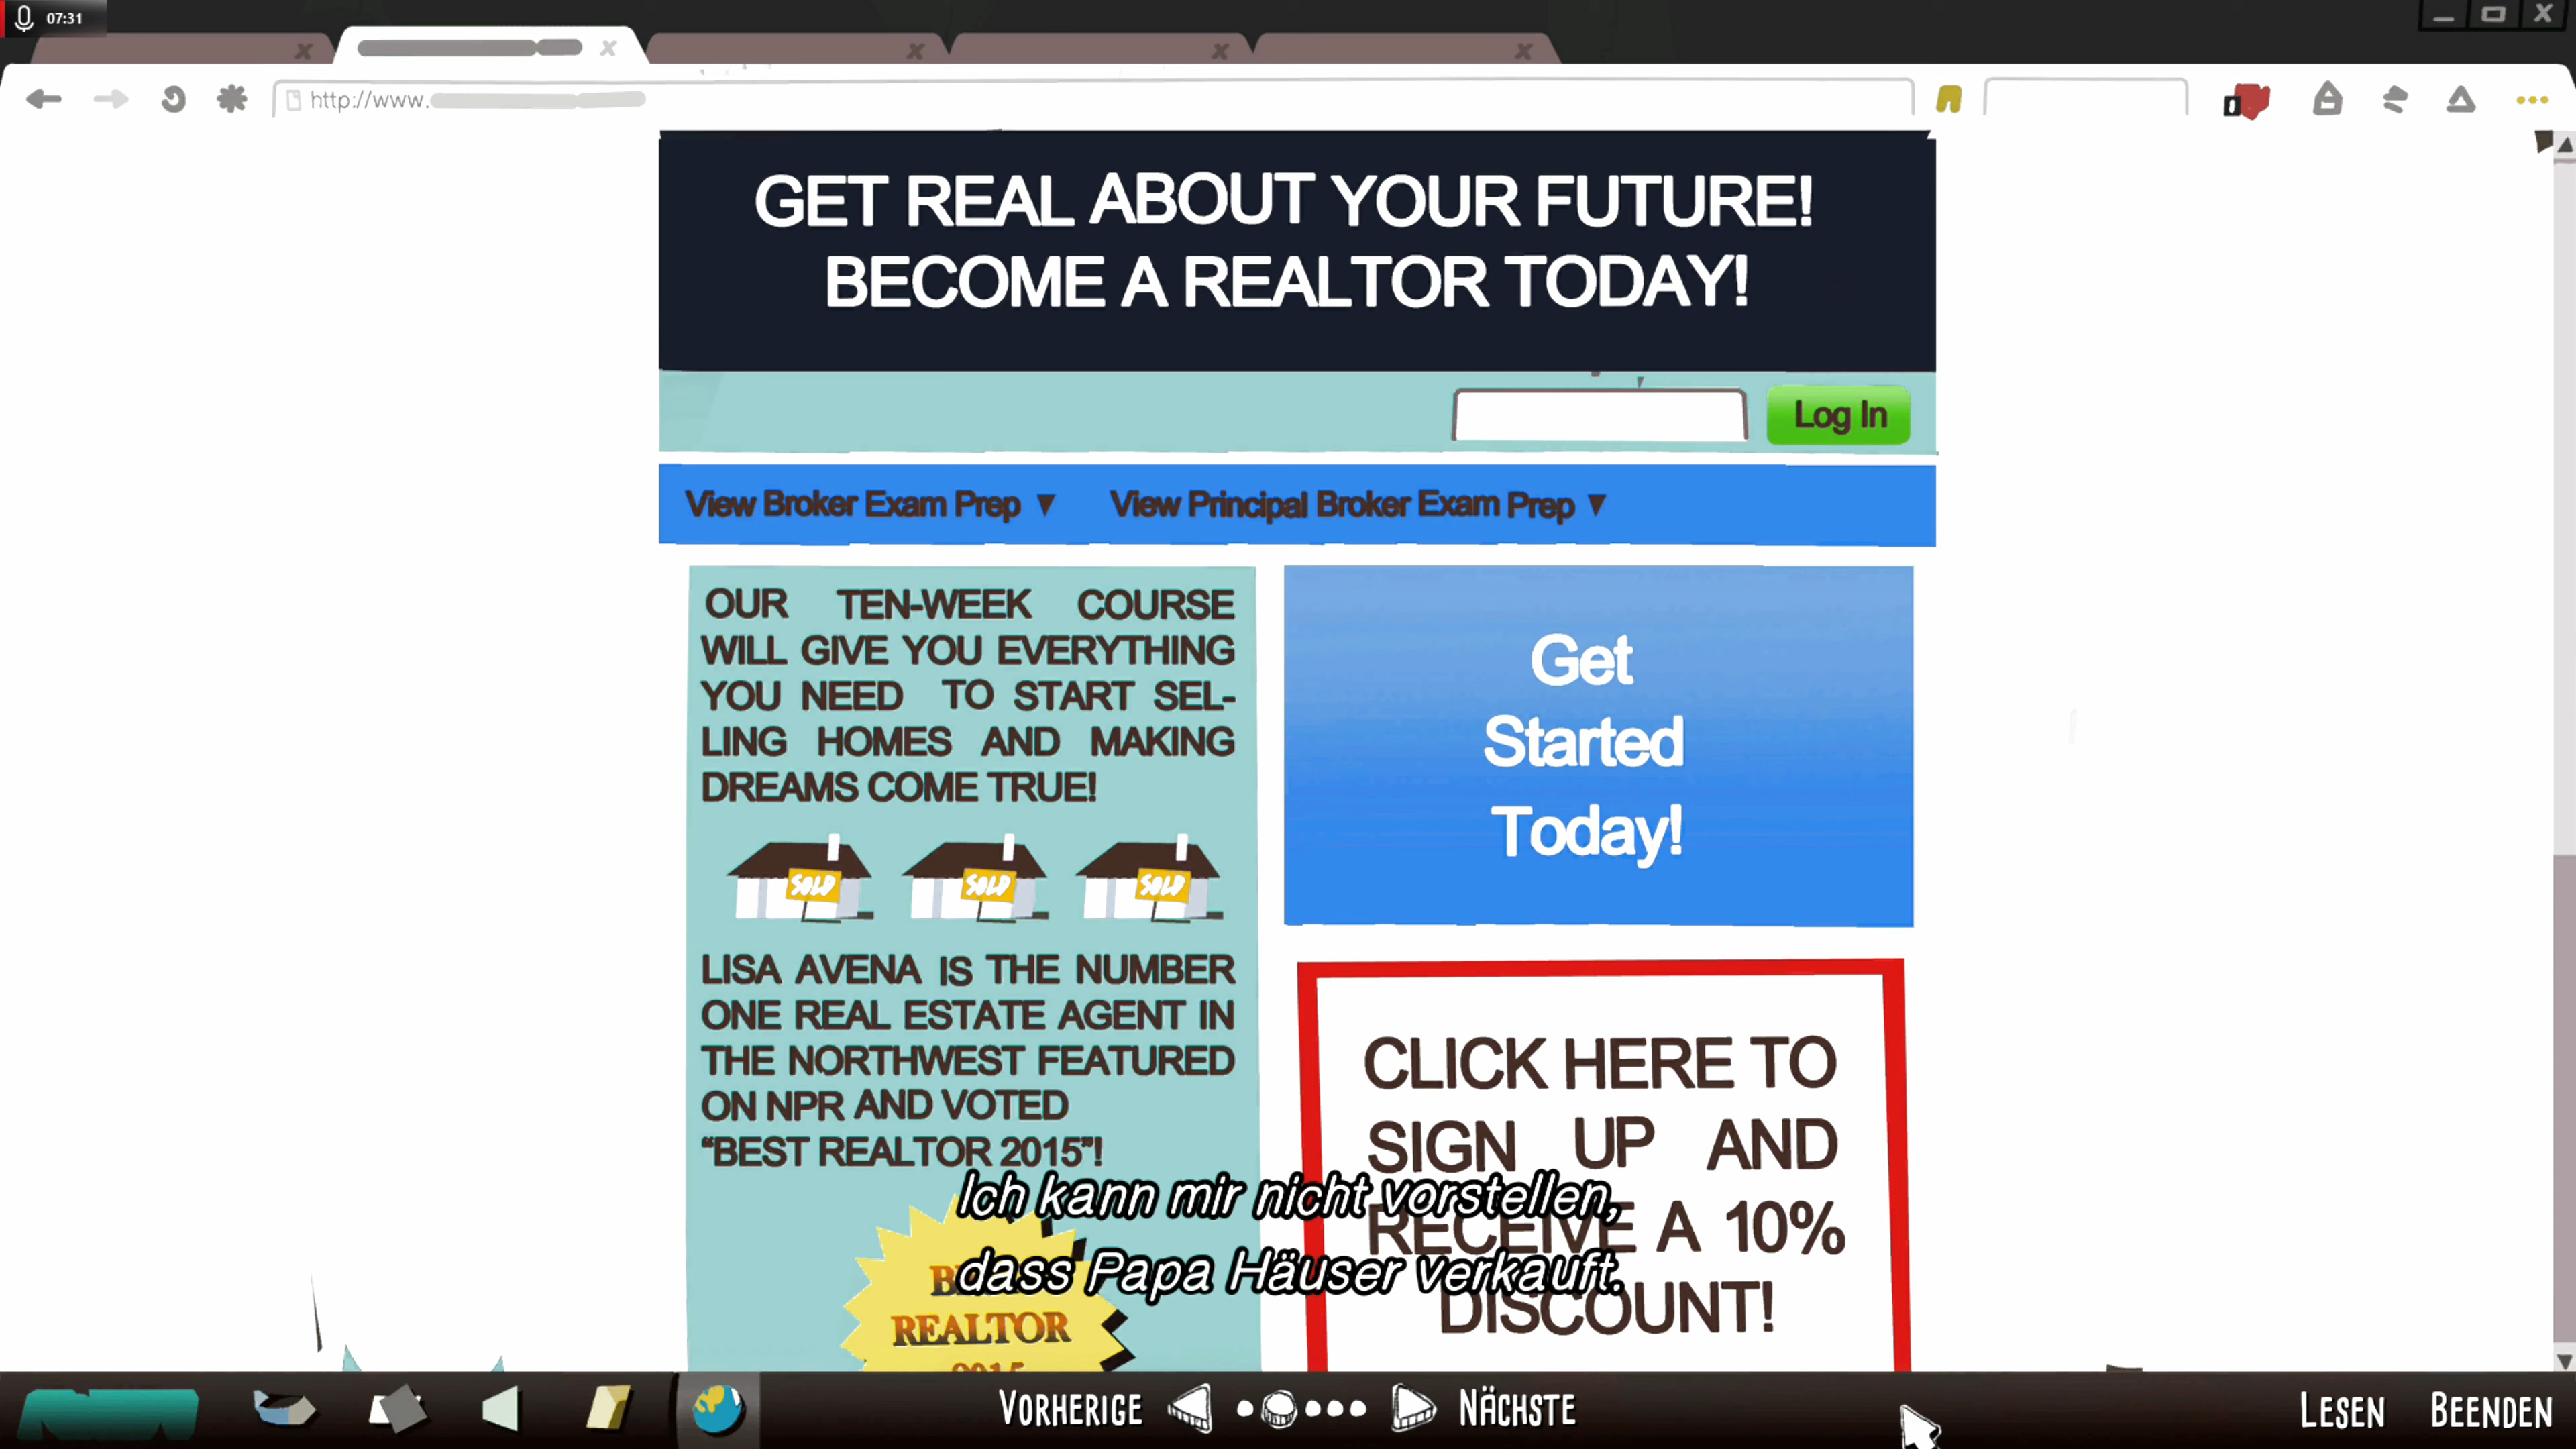 07:31
http://www.
GET REAL ABOUT YOUR FUTURE!
BECOME A REALTOR TODAY!
Log In
View Broker Exam Prep ▼ View Principal Broker Exam Prep ▼
OUR TEN-WEEK COURSE
WILL GIVE YOU EVERYTHING
YOU NEED TO START SEL-
LING HOMES AND MAKING
DREAMS COME TRUE!
SOLD SOLD SOLD
LISA AVENA IS THE NUMBER
ONE REAL ESTATE AGENT IN
THE NORTHWEST FEATURED
ON NPR AND VOTED
“BEST REALTOR 2015”!
REALTOR
2015
Get
Started
Today!
CLICK HERE TO
SIGN UP AND
RECEIVE A 10%
DISCOUNT!
Ich kann mir nicht vorstellen,
dass Papa Häuser verkauft.
VORHERIGE NÄCHSTE
LESEN BEENDEN